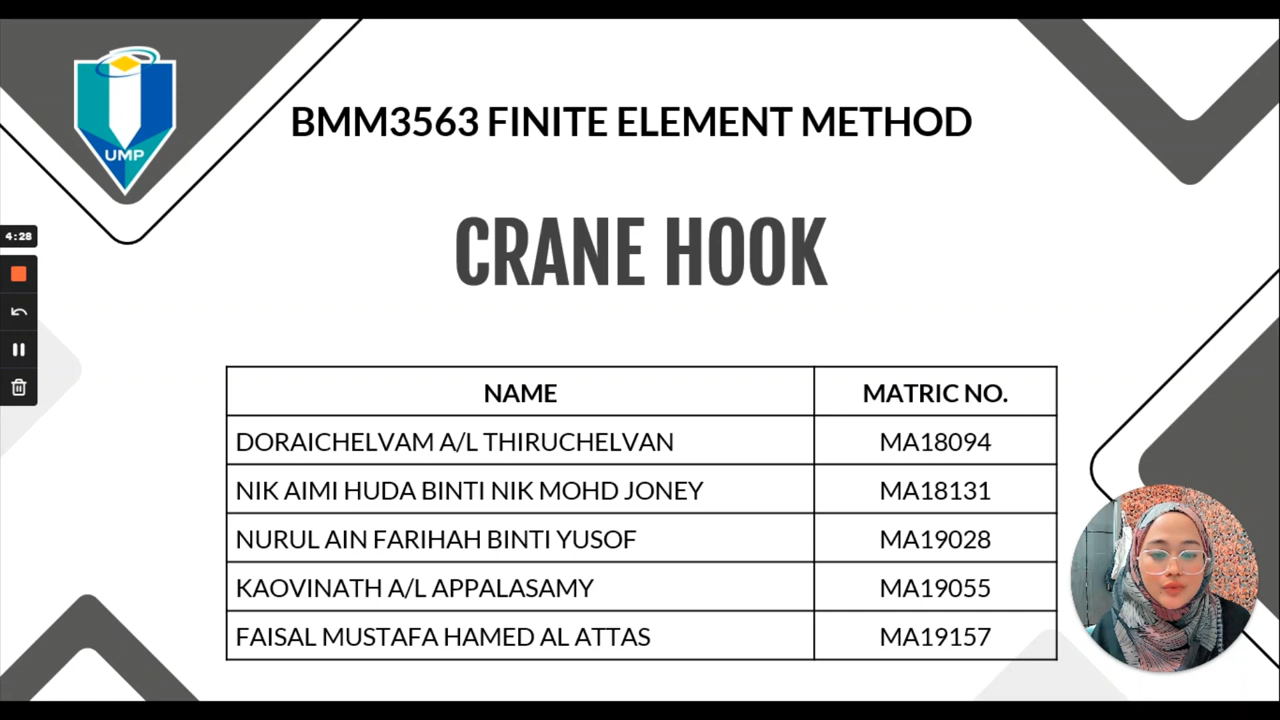 UMP
BMM3563 FINITE ELEMENT METHOD
CRANE HOOK
4:28
NAME MATRIC NO.
DORAICHELVAM A/L THIRUCHELVAN MA18094
NIK AIMI HUDA BINTI NIK MOHD JONEY MA18131
NURUL AIN FARIHAH BINTI YUSOF MA19028
KAOVINATH A/L APPALASAMY MA19055
FAISAL MUSTAFA HAMED AL ATTAS MA19157